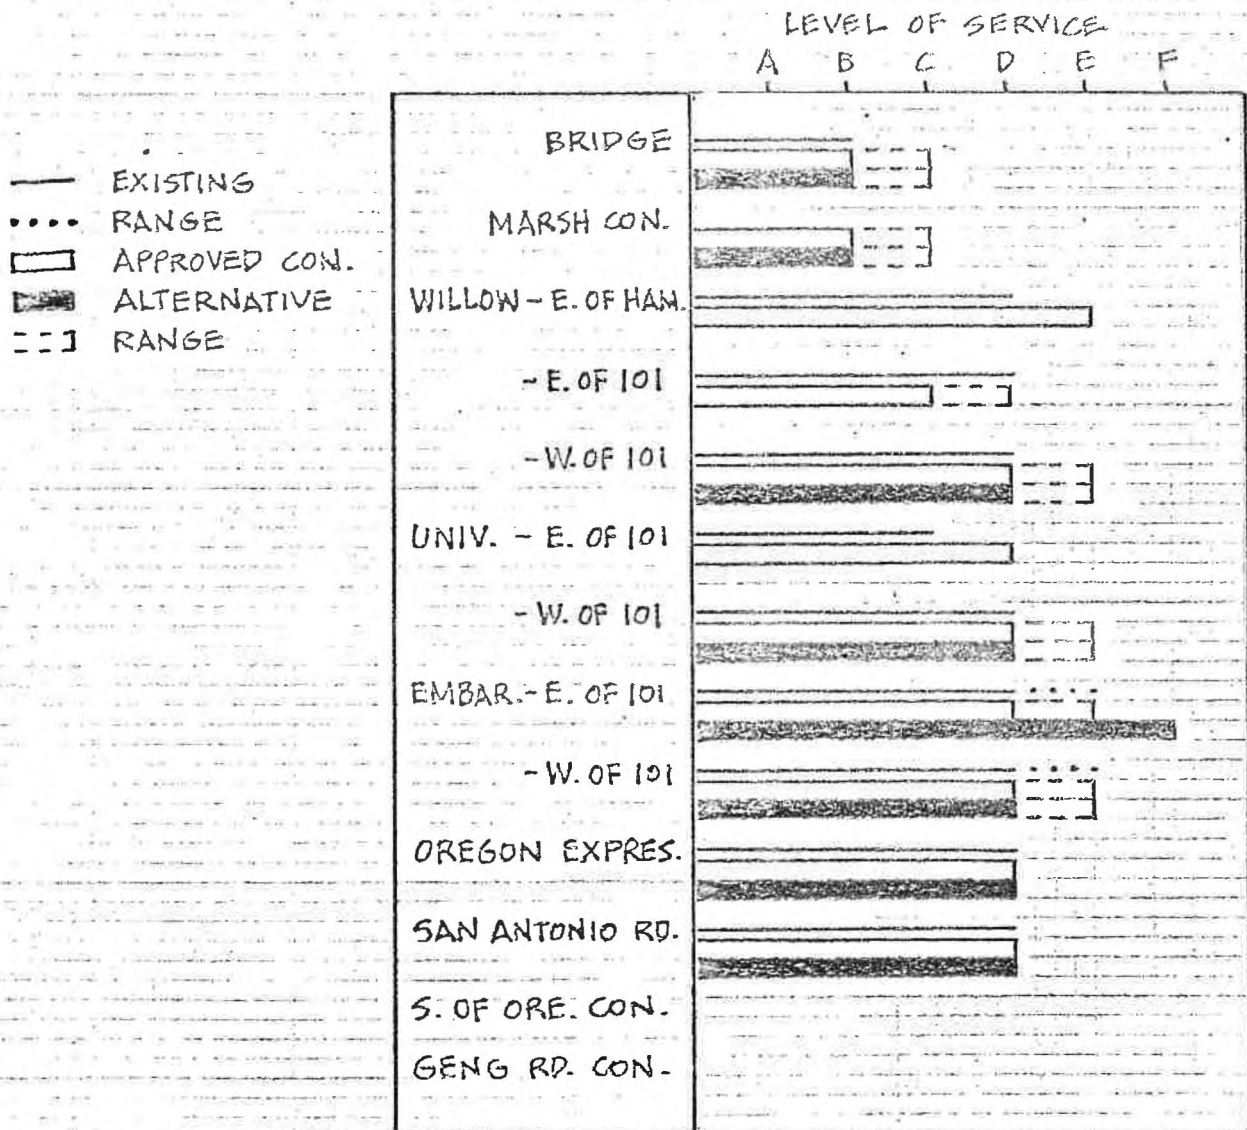 LEVEL OF SERVICE
A B C D E F
EXISTING
RANGE
APPROVED CON.
ALTERNATIVE
RANGE
BRIDGE
MARSH CON.
WILLOW - E. OF HAM.
- E. OF 101
- W. OF 101
UNIV. - E. OF 101
- W. OF 101
EMBAR. - E. OF 101
- W. OF 101
OREGON EXPRES.
SAN ANTONIO RD.
S. OF ORE. CON.
GENG RD. CON.